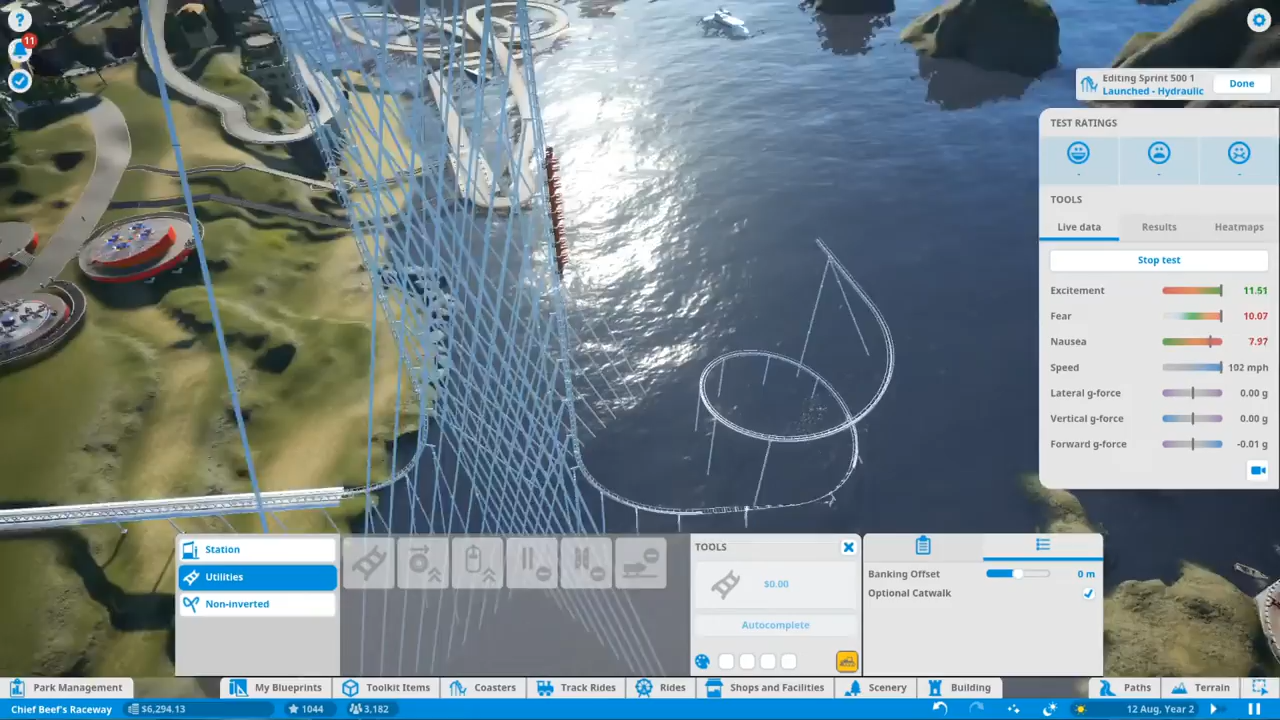 ?
11
Editing Sprint 500 1
Launched - Hydraulic
Done
TEST RATINGS
-
-
-
TOOLS
Live data
Results
Heatmaps
Stop test
Excitement 11.51
Fear 10.07
Nausea 7.97
Speed 102 mph
Lateral g-force 0.00 g
Vertical g-force 0.00 g
Forward g-force -0.01 g
Station
Utilities
Non-inverted
TOOLS
$0.00
Autocomplete
Banking Offset 0 m
Optional Catwalk
Park Management
My Blueprints
Toolkit Items
Coasters
Track Rides
Rides
Shops and Facilities
Scenery
Building
Paths
Terrain
Chief Beef's Raceway
$6,294.13
1044
3,182
12 Aug, Year 2